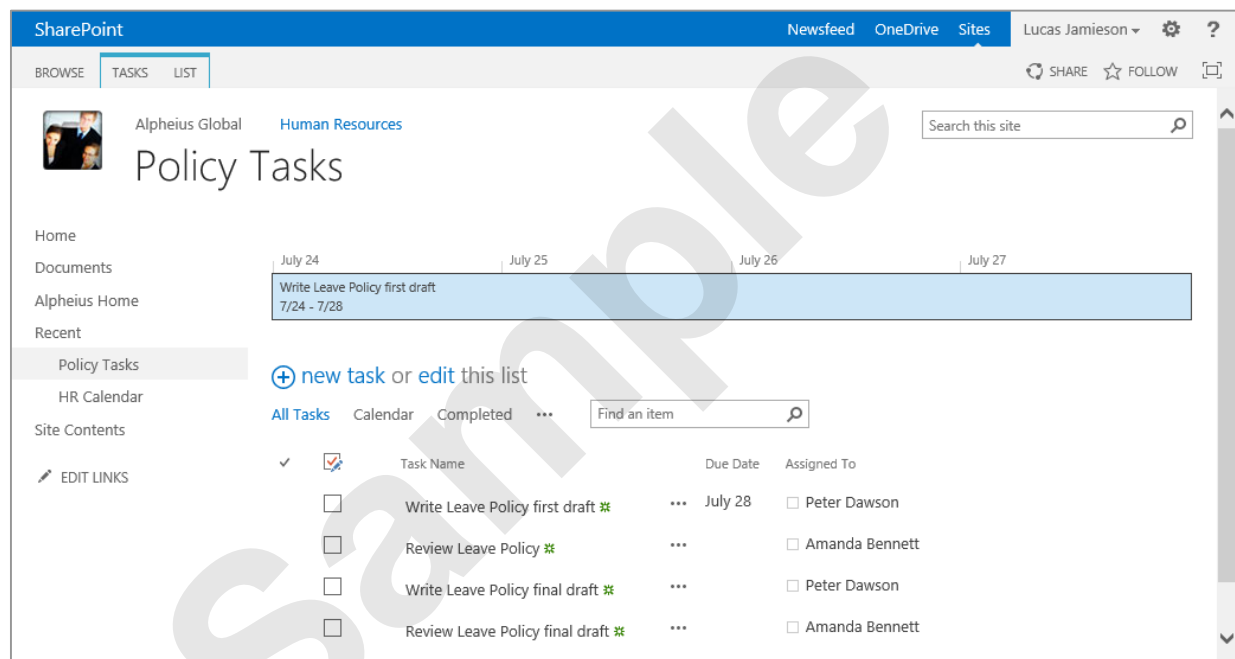 SharePoint Newsfeed OneDrive Sites Lucas Jamieson ?
BROWSE TASKS LIST SHARE FOLLOW
Alpheius Global Human Resources Search this site
Policy Tasks
Home
Documents
Alpheius Home
Recent
Policy Tasks
HR Calendar
Site Contents
EDIT LINKS
July 24 July 25 July 26 July 27
Write Leave Policy first draft
7/24 - 7/28
new task or edit this list
All Tasks Calendar Completed ••• Find an item
Task Name Due Date Assigned To
Write Leave Policy first draft ••• July 28 Peter Dawson
Review Leave Policy ••• Amanda Bennett
Write Leave Policy final draft ••• Peter Dawson
Review Leave Policy final draft ••• Amanda Bennett
Sample